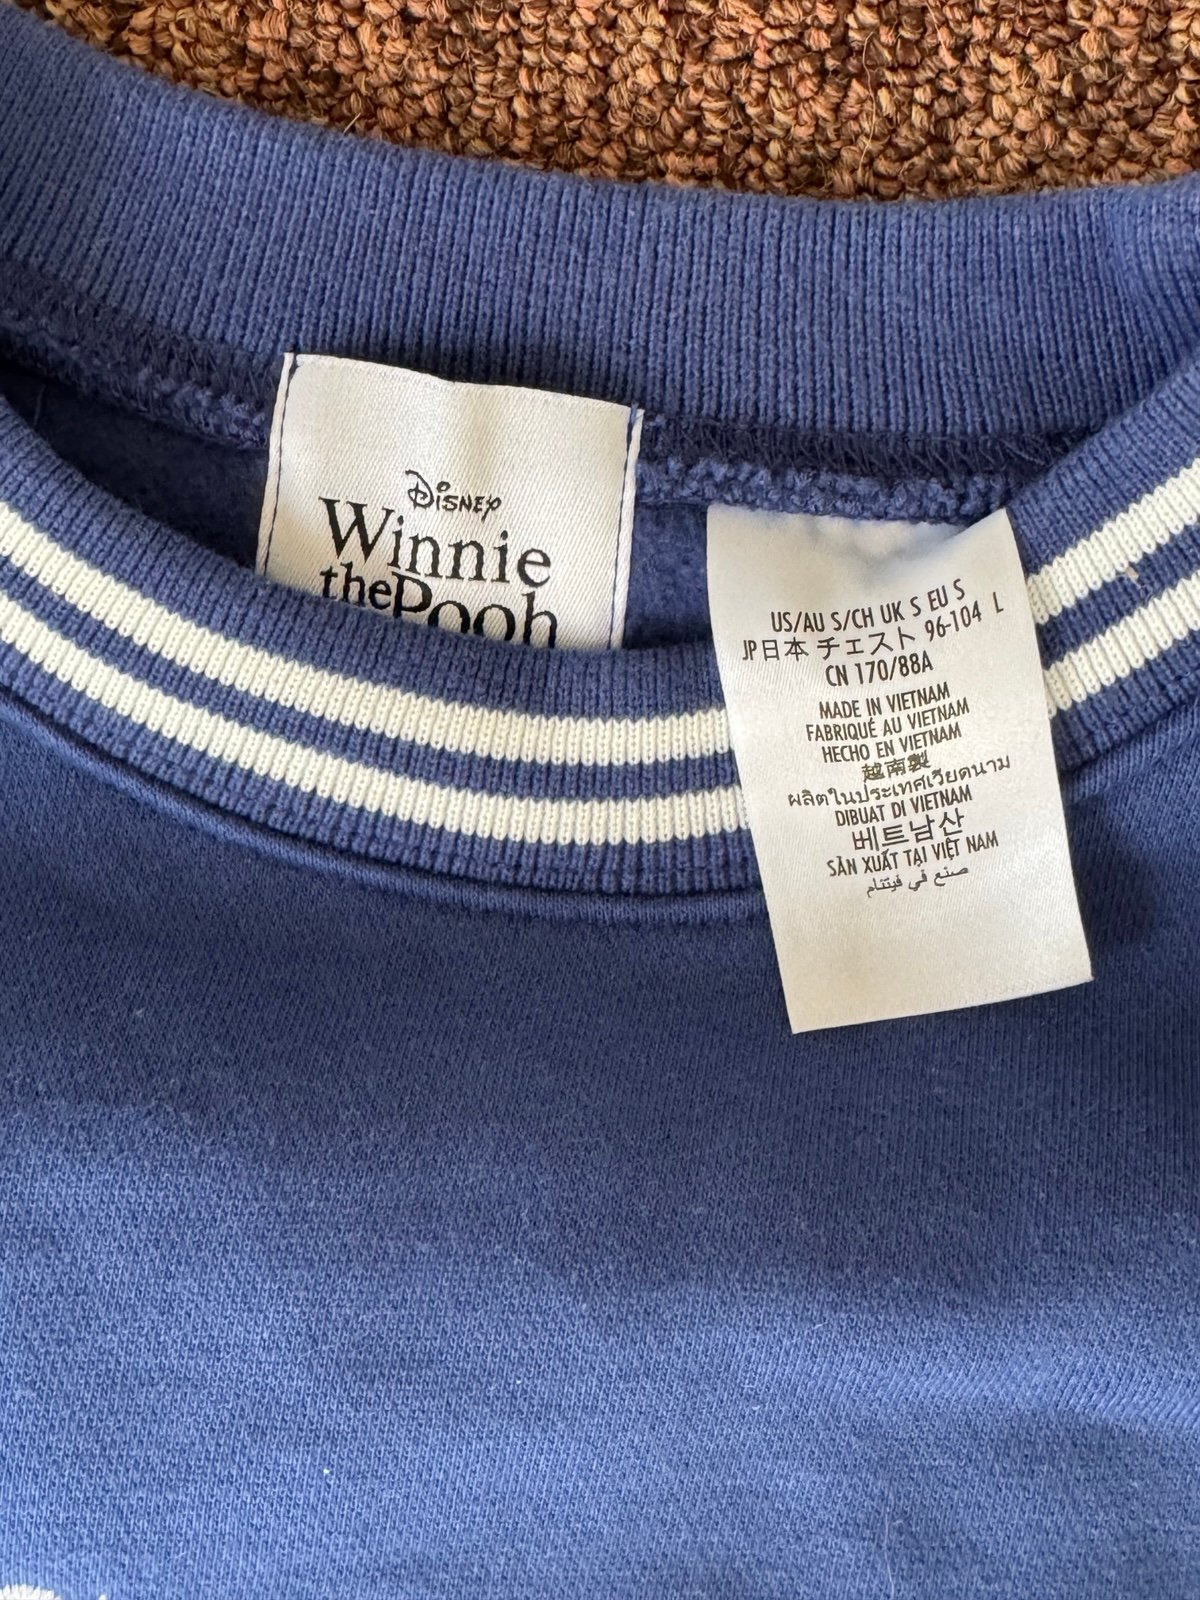 Disney
Winnie
the Pooh
US/AU S/CH UK S EU S
JP日本 チェスト 96-104 L
CN 170/88A
MADE IN VIETNAM
FABRIQUÉ AU VIETNAM
HECHO EN VIETNAM
越南製
ผลิตในประเทศเวียดนาม
DIBUAT DI VIETNAM
베트남산
SẢN XUẤT TẠI VIỆT NAM
صنع في فيتنام